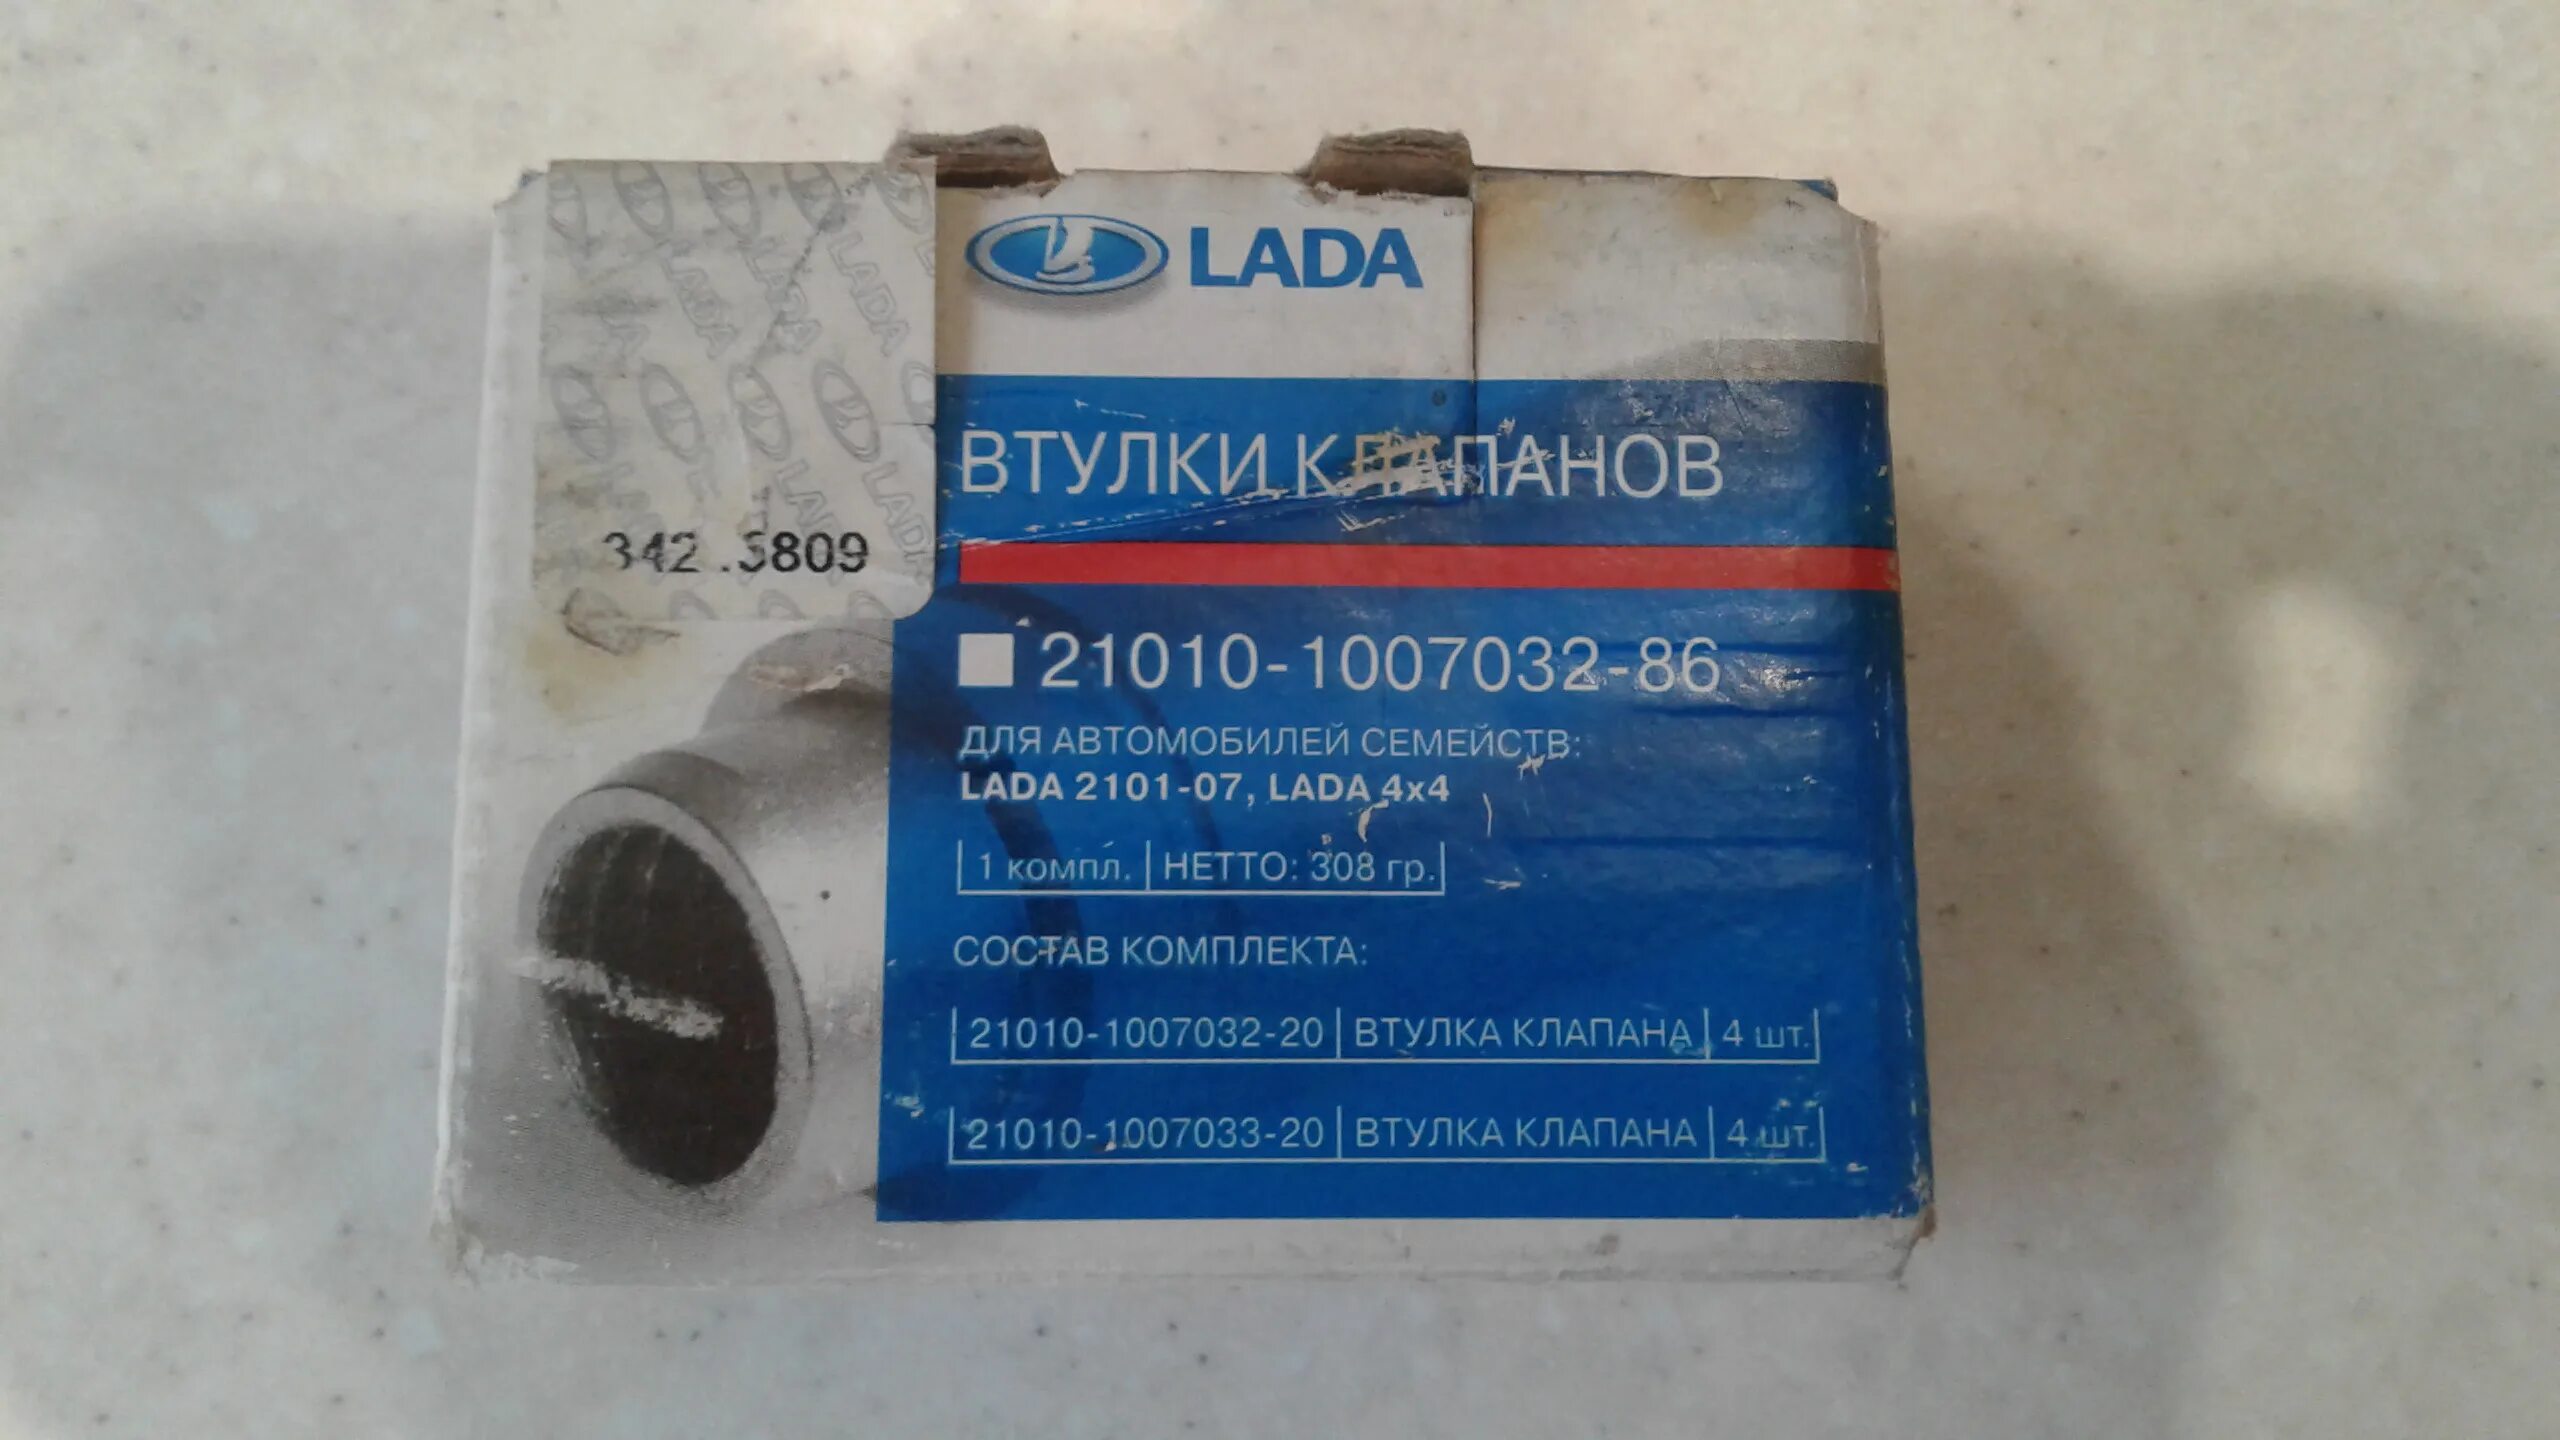 LADA
ВТУЛКИ КЛАПАНОВ
21010-1007032-86
ДЛЯ АВТОМОБИЛЕЙ СЕМЕЙСТВ:
LADA 2101-07, LADA 4x4
1 компл. НЕТТО: 308 гр.
СОСТАВ КОМПЛЕКТА:
21010-1007032-20 ВТУЛКА КЛАПАНА 4 шт.
21010-1007033-20 ВТУЛКА КЛАПАНА 4 шт.